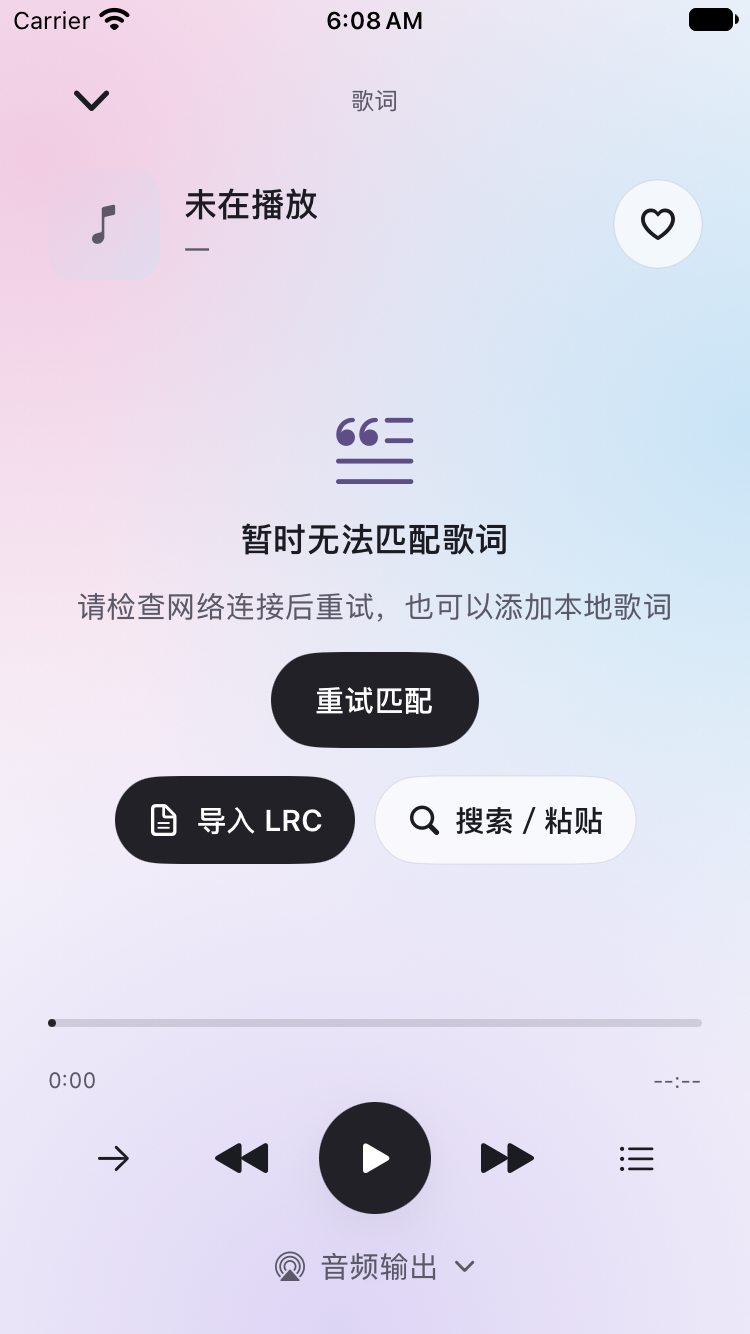 Carrier 6:08 AM
歌词
未在播放
—
暂时无法匹配歌词
请检查网络连接后重试，也可以添加本地歌词
重试匹配
导入 LRC
搜索 / 粘贴
0:00 --:--
音频输出